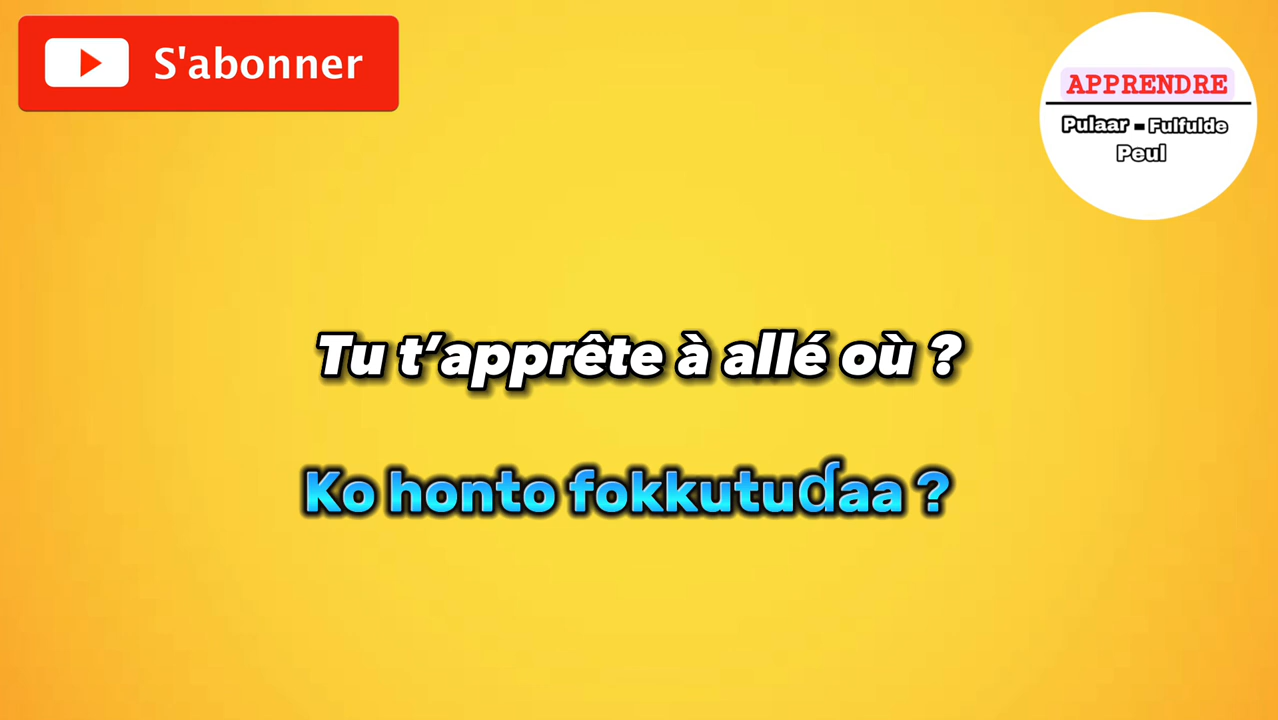 S'abonner
APPRENDRE
Pulaar - Fulfulde
Peul
Tu t’apprête à allé où ?
Ko honto fokkutuɗaa ?